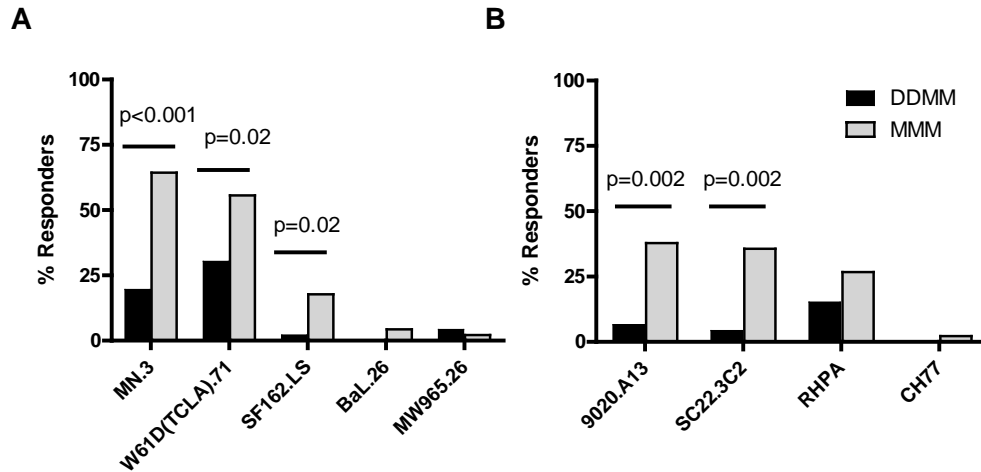 A
B
% Responders
100
75
50
25
0
p<0.001
p=0.02
p=0.02
MN.3
W61D(TCLA).71
SF162.LS
BaL.26
MW965.26
% Responders
100
75
50
25
0
p=0.002
p=0.002
DDMM
MMM
9020.A13
SC22.3C2
RHPA
CH77